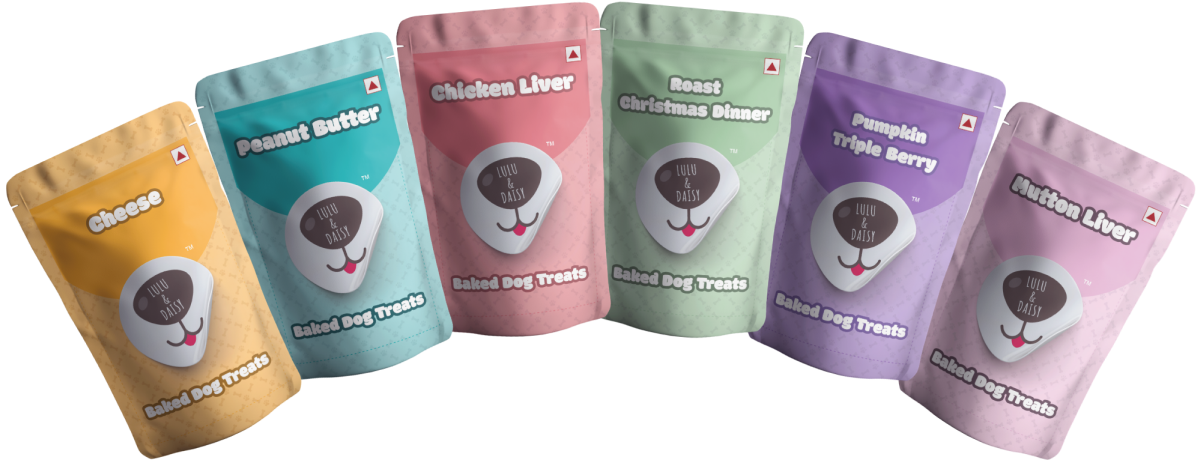 Cheese
TM
LULU
&
DAISY
Baked Dog Treats
Peanut Butter
TM
LULU
&
DAISY
Baked Dog Treats
Chicken Liver
TM
LULU
&
DAISY
Baked Dog Treats
Roast
Christmas Dinner
TM
LULU
&
DAISY
Baked Dog Treats
Pumpkin
Triple Berry
TM
LULU
&
DAISY
Baked Dog Treats
Mutton Liver
TM
LULU
&
DAISY
Baked Dog Treats